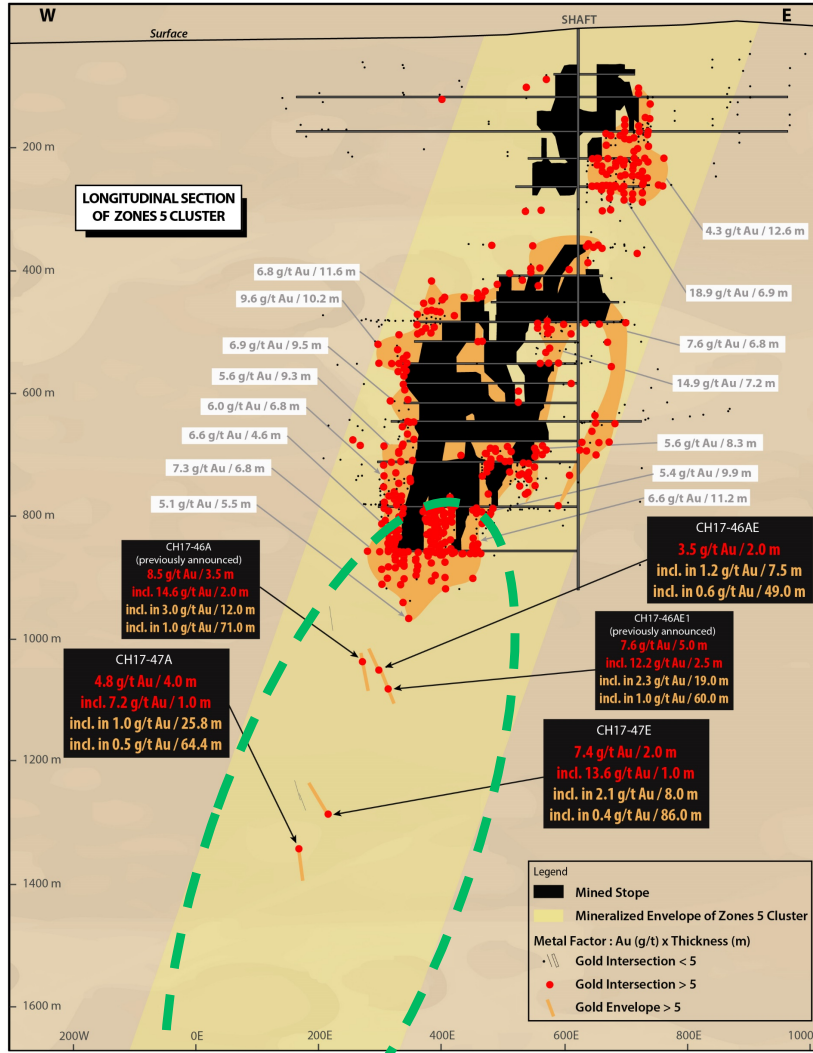 W
E
SHAFT
Surface
200 m
LONGITUDINAL SECTION
OF ZONES 5 CLUSTER
4.3 g/t Au / 12.6 m
400 m
6.8 g/t Au / 11.6 m
18.9 g/t Au / 6.9 m
9.6 g/t Au / 10.2 m
6.9 g/t Au / 9.5 m
7.6 g/t Au / 6.8 m
5.6 g/t Au / 9.3 m
14.9 g/t Au / 7.2 m
600 m
6.0 g/t Au / 6.8 m
6.6 g/t Au / 4.6 m
5.6 g/t Au / 8.3 m
7.3 g/t Au / 6.8 m
5.4 g/t Au / 9.9 m
5.1 g/t Au / 5.5 m
6.6 g/t Au / 11.2 m
800 m
CH17-46A
(previously announced)
8.5 g/t Au / 3.5 m
incl. 14.6 g/t Au / 2.0 m
incl. in 3.0 g/t Au / 12.0 m
incl. in 1.0 g/t Au / 71.0 m
CH17-46AE
3.5 g/t Au / 2.0 m
incl. in 1.2 g/t Au / 7.5 m
incl. in 0.6 g/t Au / 49.0 m
1000 m
CH17-46AE1
(previously announced)
7.6 g/t Au / 5.0 m
incl. 12.2 g/t Au / 2.5 m
incl. in 2.3 g/t Au / 19.0 m
incl. in 1.0 g/t Au / 60.0 m
CH17-47A
4.8 g/t Au / 4.0 m
incl. 7.2 g/t Au / 1.0 m
incl. in 1.0 g/t Au / 25.8 m
incl. in 0.5 g/t Au / 64.4 m
1200 m
CH17-47E
7.4 g/t Au / 2.0 m
incl. 13.6 g/t Au / 1.0 m
incl. in 2.1 g/t Au / 8.0 m
incl. in 0.4 g/t Au / 86.0 m
1400 m
Legend
Mined Stope
Mineralized Envelope of Zones 5 Cluster
Metal Factor : Au (g/t) x Thickness (m)
Gold Intersection < 5
Gold Intersection > 5
Gold Envelope > 5
1600 m
200W
0E
200E
400E
600E
800E
1000